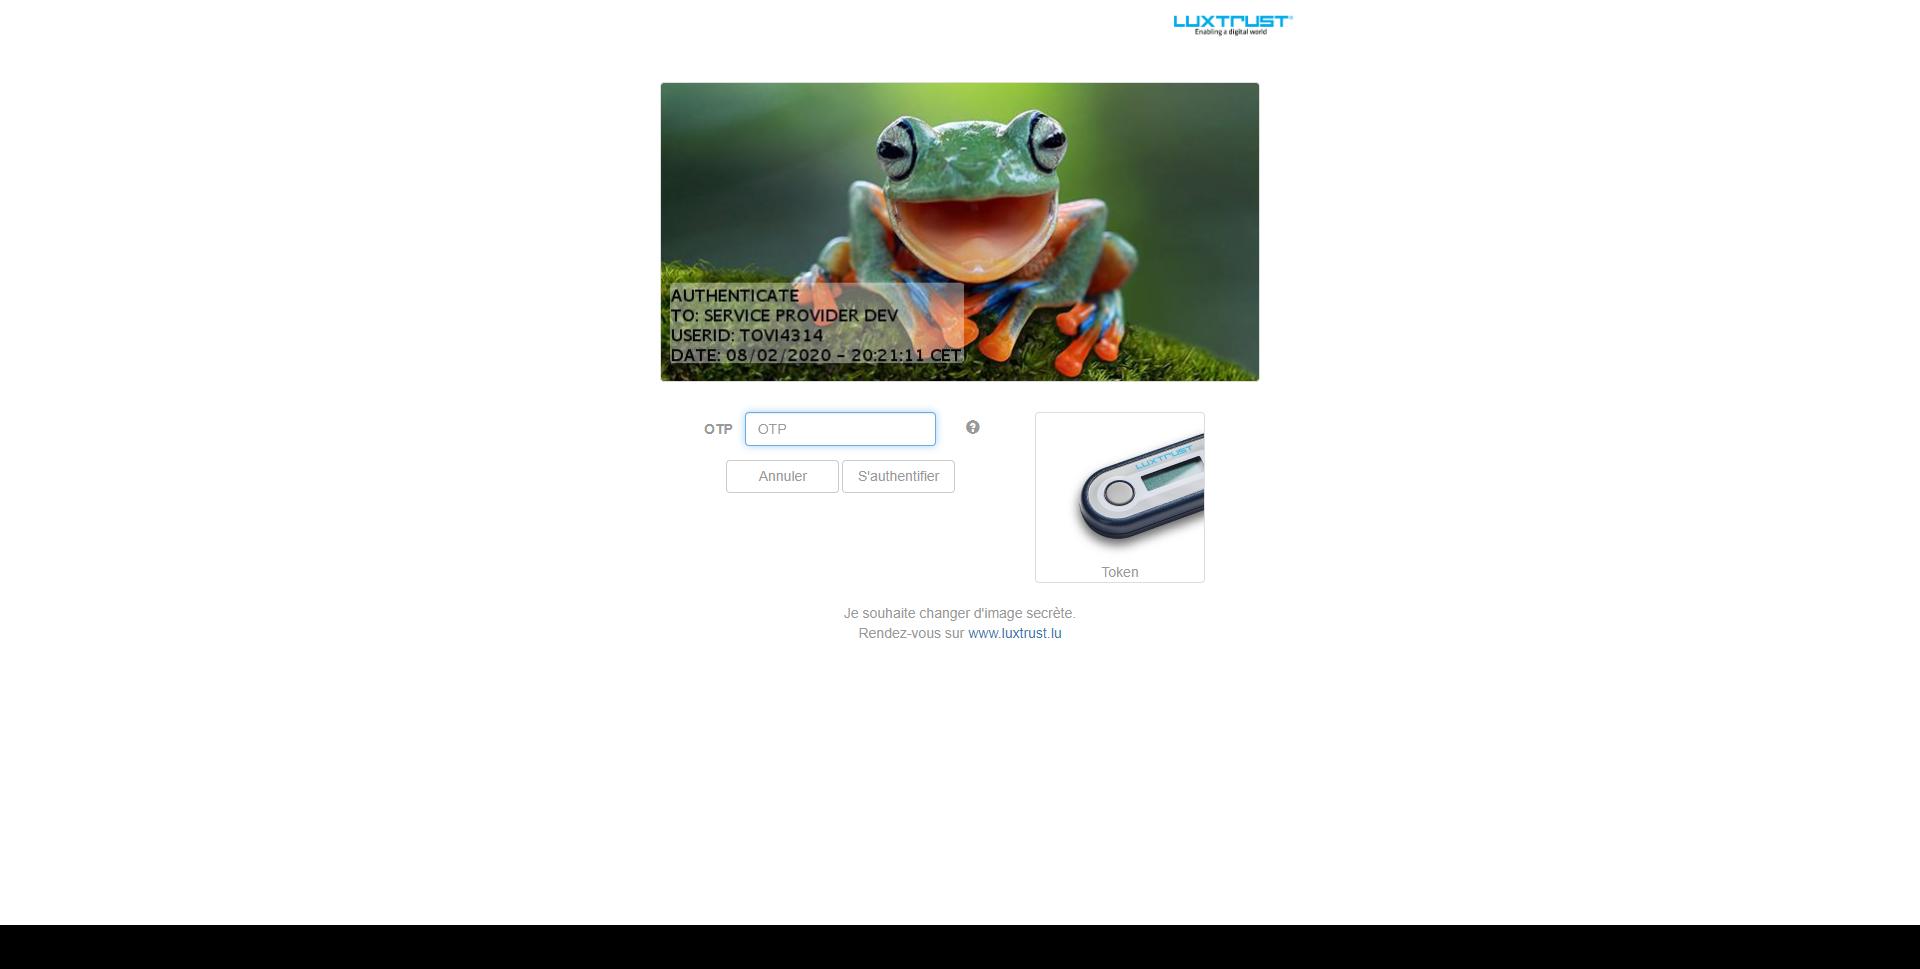 LUXTRUST
Enabling a digital world
AUTHENTICATE
TO: SERVICE PROVIDER DEV
USERID: TOVI4314
DATE: 08/02/2020 – 20:21:11 CET
OTP OTP
Annuler S'authentifier
LUXTRUST
Token
Je souhaite changer d'image secrète.
Rendez-vous sur www.luxtrust.lu